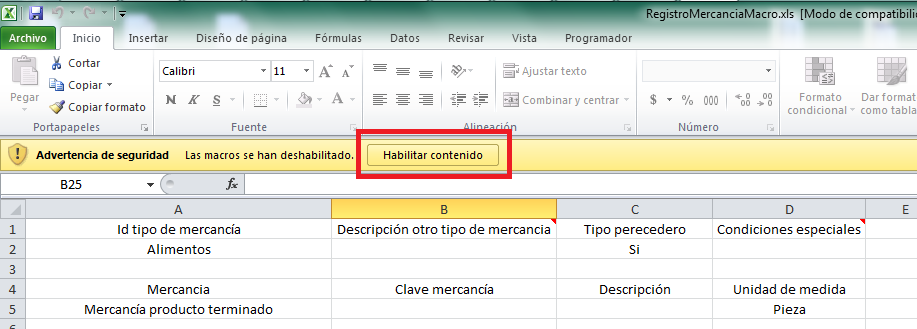 RegistroMercanciaMacro.xls [Modo de compatibili
Archivo Inicio Insertar Diseño de página Fórmulas Datos Revisar Vista Programador
Cortar
Pegar Copiar
Copiar formato
Portapapeles
Calibri 11 A A
N K S A
Fuente
Ajustar texto
Combinar y centrar
Alineación
$ % 000
Formato condicional
Dar formato como tabla
Advertencia de seguridad Las macros se han deshabilitado. Habilitar contenido
B25 fx
A B C D E
1 Id tipo de mercancía Descripción otro tipo de mercancia Tipo perecedero Condiciones especiales
2 Alimentos Si
3
4 Mercancia Clave mercancía Descripción Unidad de medida
5 Mercancía producto terminado Pieza